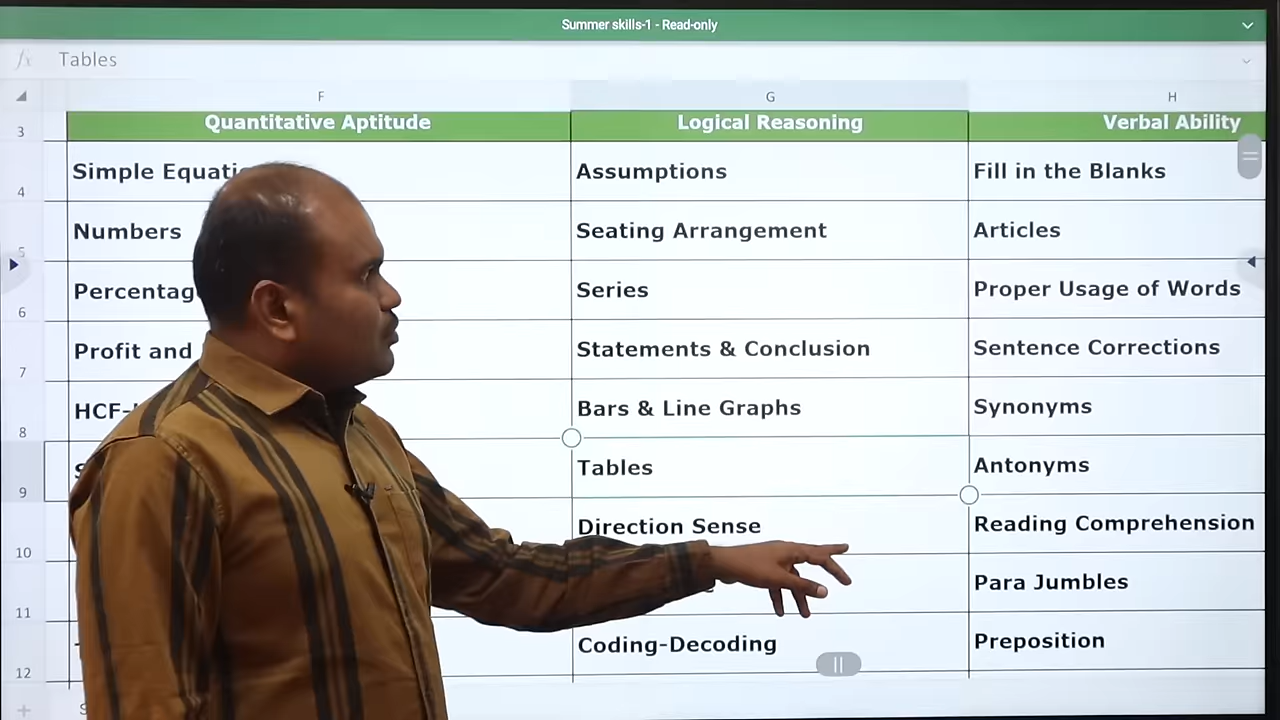 Summer skills-1 - Read-only
fx Tables
F G H
3 Quantitative Aptitude Logical Reasoning Verbal Ability
4 Simple Assumptions Fill in the Blanks
5 Numbers Seating Arrangement Articles
6 Series Proper Usage of Words
7 Profit and Statements & Conclusion Sentence Corrections
8 Bars & Line Graphs Synonyms
9 Tables Antonyms
10 Direction Sense Reading Comprehension
11 Para Jumbles
12 Coding-Decoding Preposition